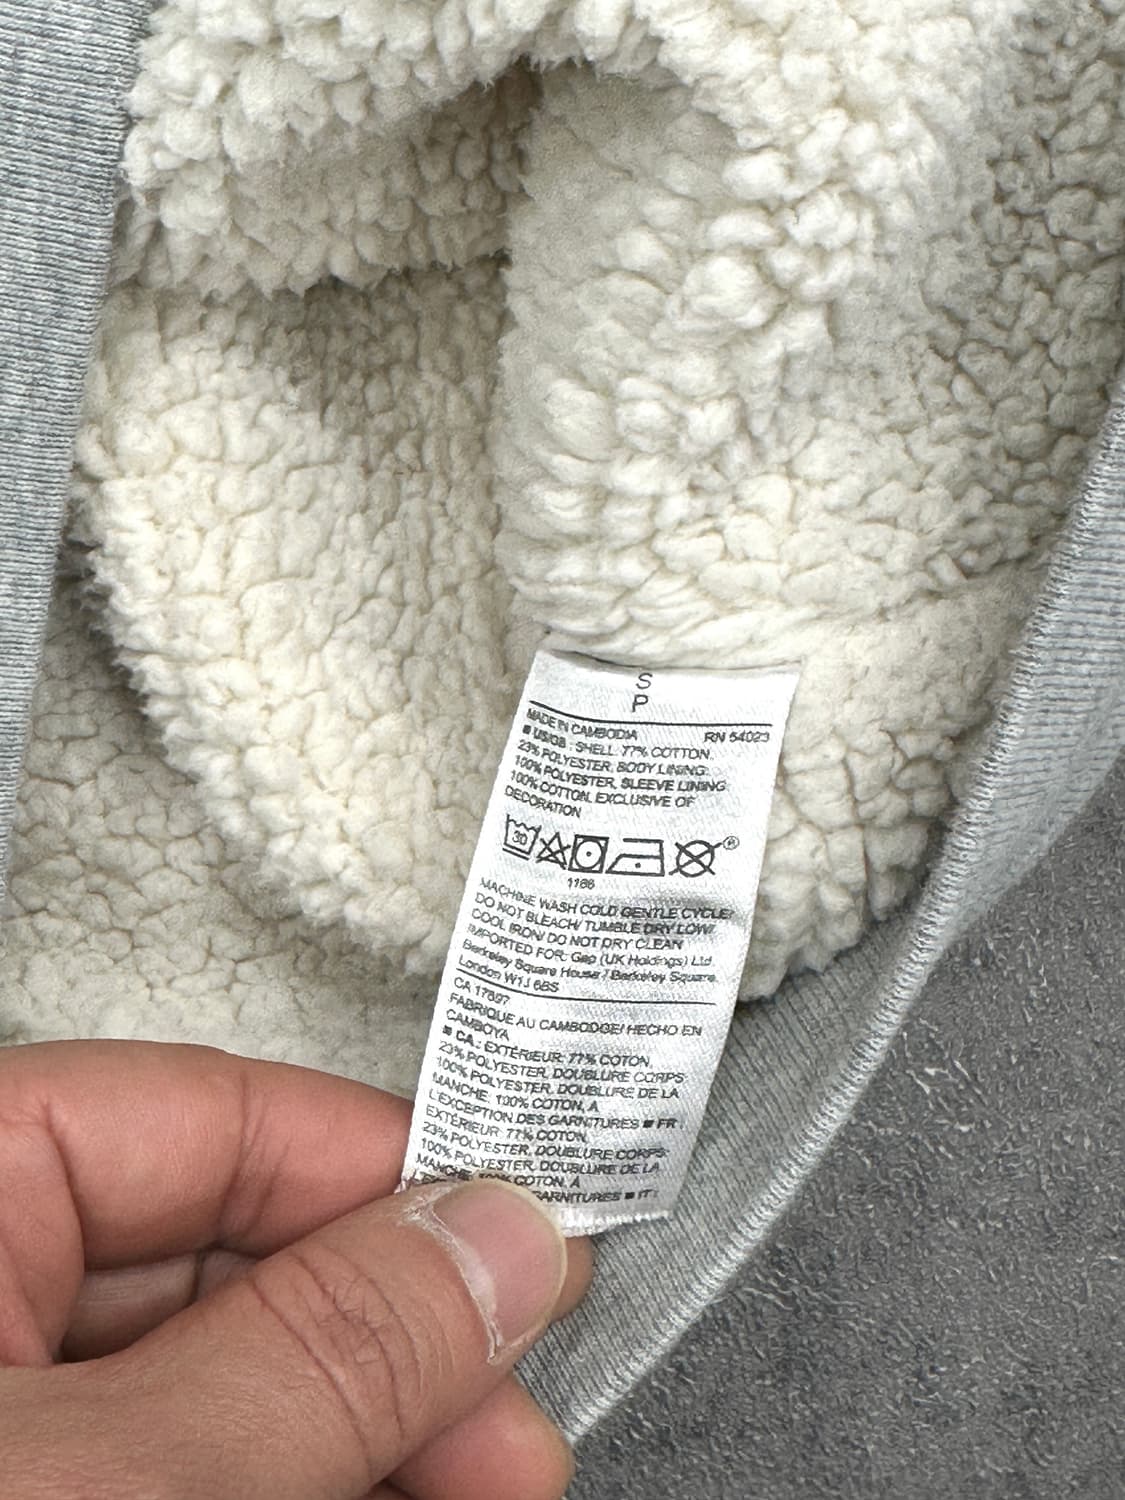 S
P
MADE IN CAMBODIA RN 54023
■ US/GB : SHELL: 77% COTTON,
23% POLYESTER, BODY LINING:
100% POLYESTER, SLEEVE LINING:
100% COTTON, EXCLUSIVE OF
DECORATION
30
1166
MACHINE WASH COLD GENTLE CYCLE/
DO NOT BLEACH/ TUMBLE DRY LOW/
COOL IRON/ DO NOT DRY CLEAN
IMPORTED FOR: Gap (UK Holdings) Ltd.
Berkeley Square House / Berkeley Square,
London W1J 6BS
CA 17897
FABRIQUE AU CAMBODGE/ HECHO EN
CAMBOYA
■ CA : EXTÉRIEUR: 77% COTON,
23% POLYESTER, DOUBLURE CORPS:
100% POLYESTER, DOUBLURE DE LA
MANCHE: 100% COTON, A
L'EXCEPTION DES GARNITURES ■ FR :
EXTÉRIEUR: 77% COTON,
23% POLYESTER, DOUBLURE CORPS:
100% POLYESTER, DOUBLURE DE LA
MANCHE: 100% COTON, A
GARNITURES ■ IT :